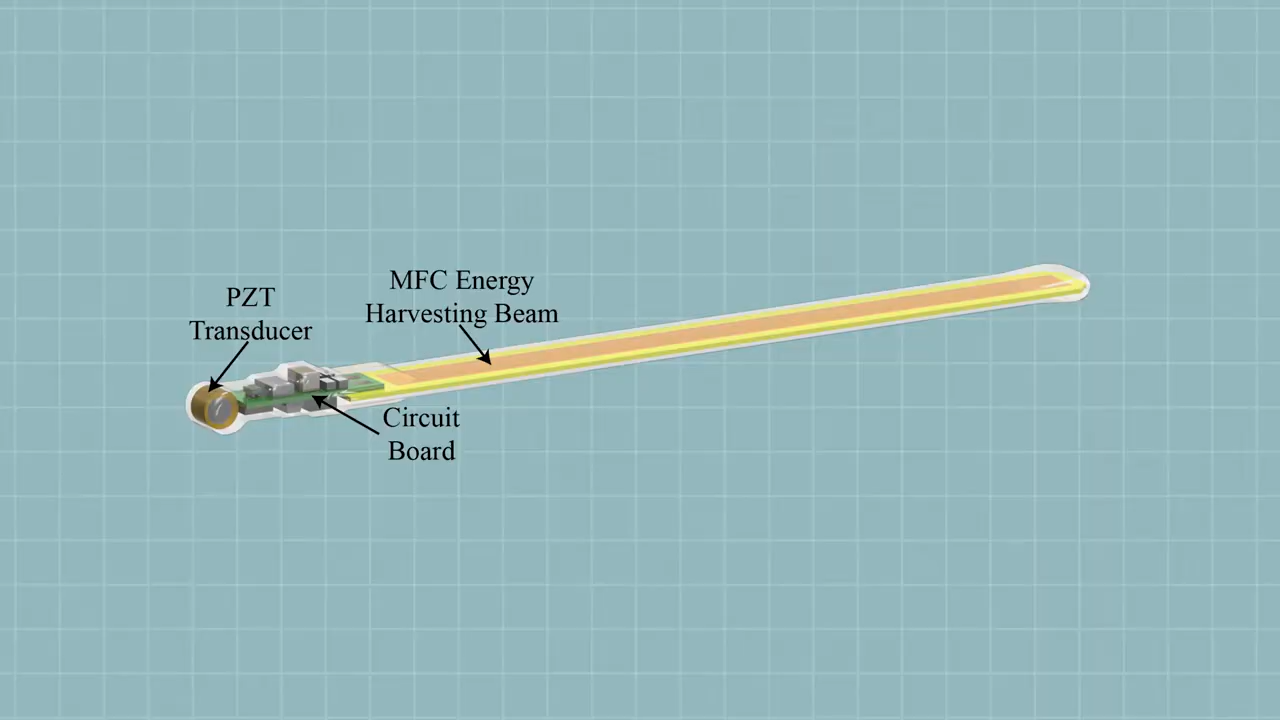 MFC Energy
Harvesting Beam
PZT
Transducer
Circuit
Board